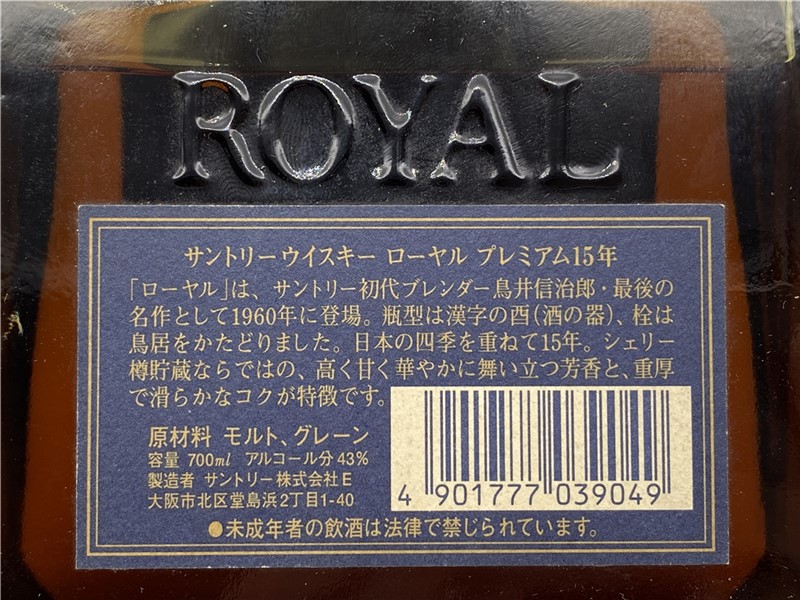 ROYAL
サントリーウイスキー ローヤル プレミアム15年
「ローヤル」は、サントリー初代ブレンダー鳥井信治郎・最後の
名作として1960年に登場。瓶型は漢字の酉(酒の器)、栓は
鳥居をかたどりました。日本の四季を重ねて15年。シェリー
樽貯蔵ならではの、高く甘く華やかに舞い立つ芳香と、重厚
で滑らかなコクが特徴です。
原材料 モルト、グレーン
容量 700ml アルコール分43%
製造者 サントリー株式会社E
大阪市北区堂島浜2丁目1-40
4 901777 039049
●未成年者の飲酒は法律で禁じられています。